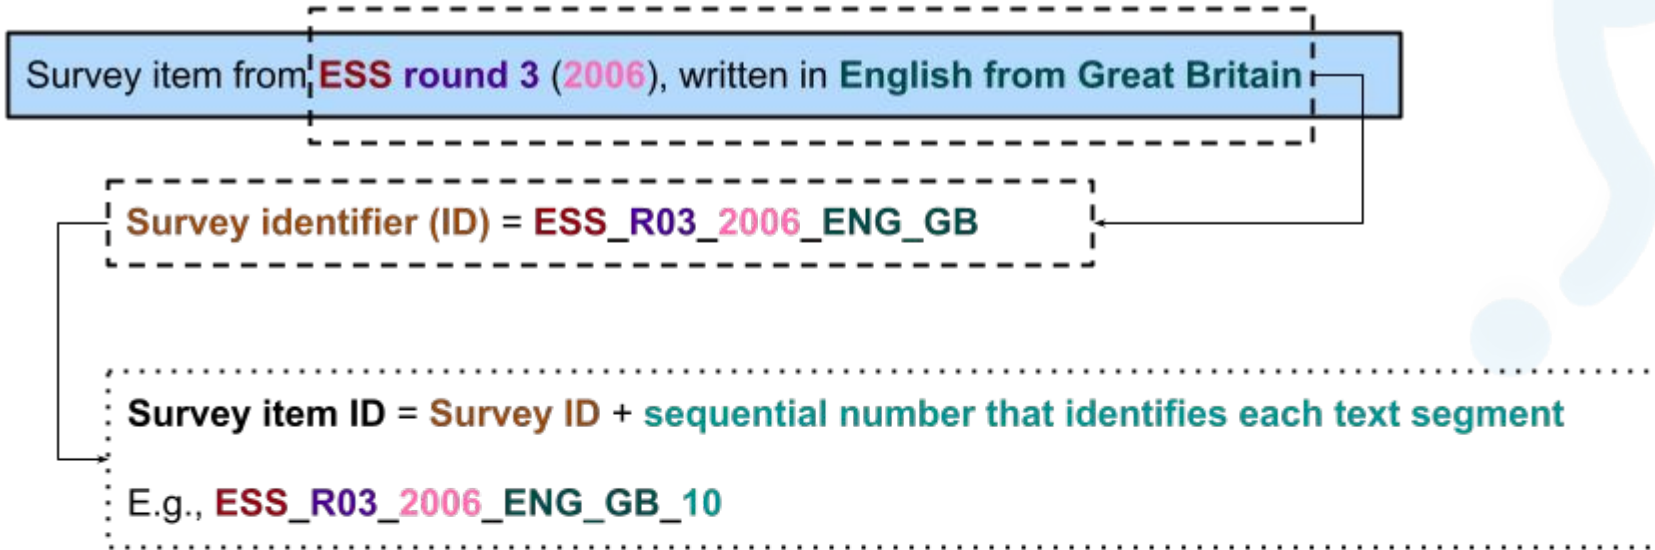 Survey item from ESS round 3 (2006), written in English from Great Britain
Survey identifier (ID) = ESS_R03_2006_ENG_GB
Survey item ID = Survey ID + sequential number that identifies each text segment
E.g., ESS_R03_2006_ENG_GB_10